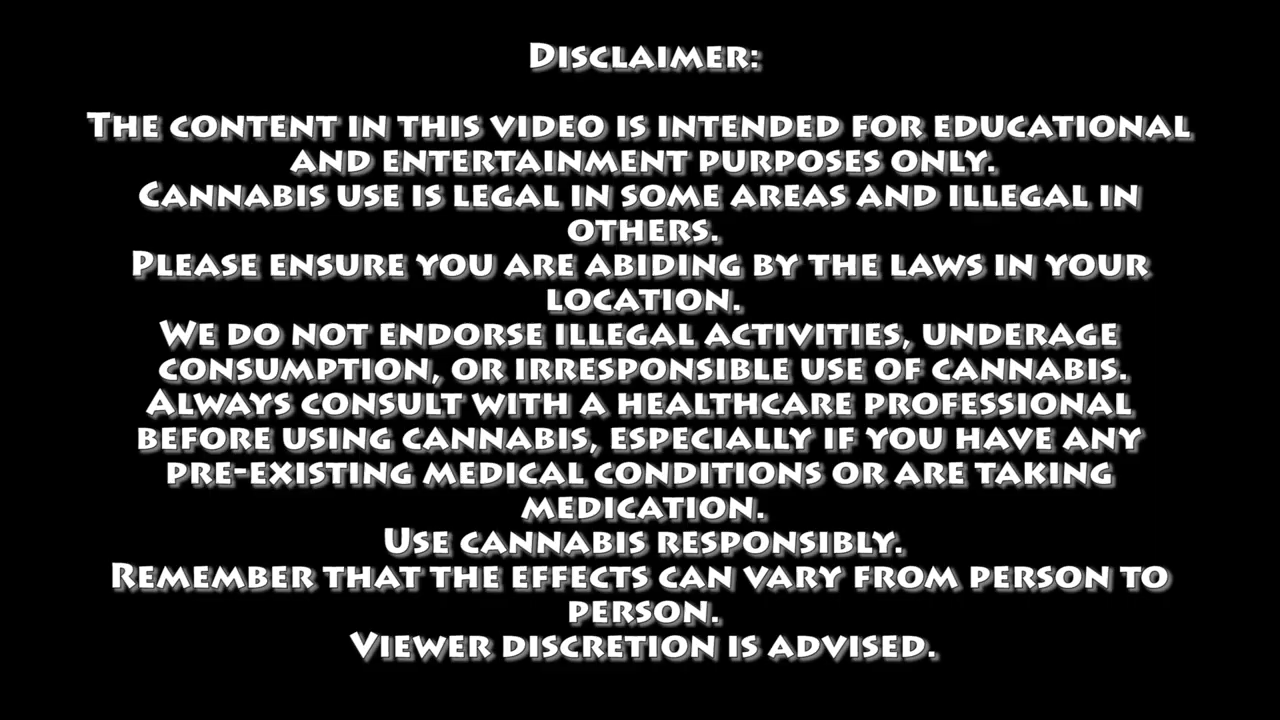 Disclaimer:
The content in this video is intended for educational
and entertainment purposes only.
Cannabis use is legal in some areas and illegal in
others.
Please ensure you are abiding by the laws in your
location.
We do not endorse illegal activities, underage
consumption, or irresponsible use of cannabis.
Always consult with a healthcare professional
before using cannabis, especially if you have any
pre-existing medical conditions or are taking
medication.
Use cannabis responsibly.
Remember that the effects can vary from person to
person.
Viewer discretion is advised.